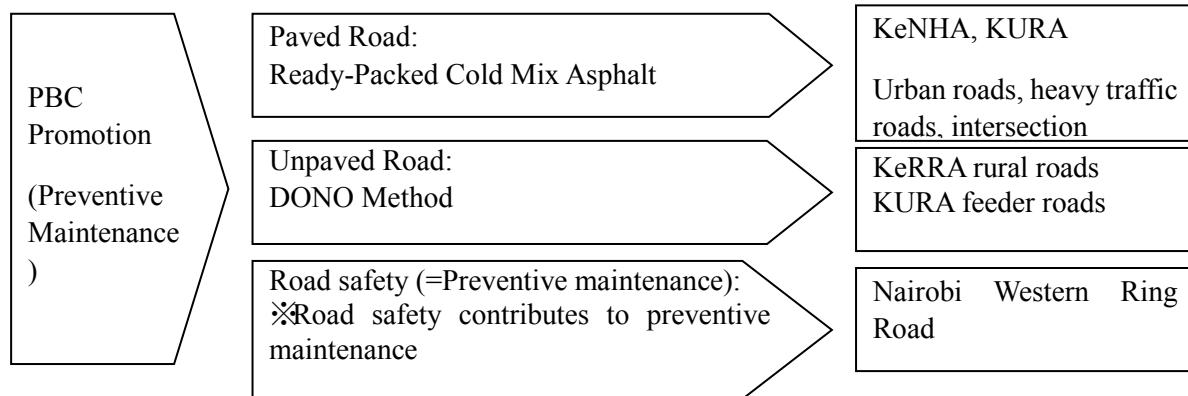 PBC
Promotion
(Preventive
Maintenance
)
Paved Road:
Ready-Packed Cold Mix Asphalt
KeNHA, KURA
Urban roads, heavy traffic
roads, intersection
Unpaved Road:
DONO Method
KeRRA rural roads
KURA feeder roads
Road safety (=Preventive maintenance):
※Road safety contributes to preventive
maintenance
Nairobi Western Ring
Road